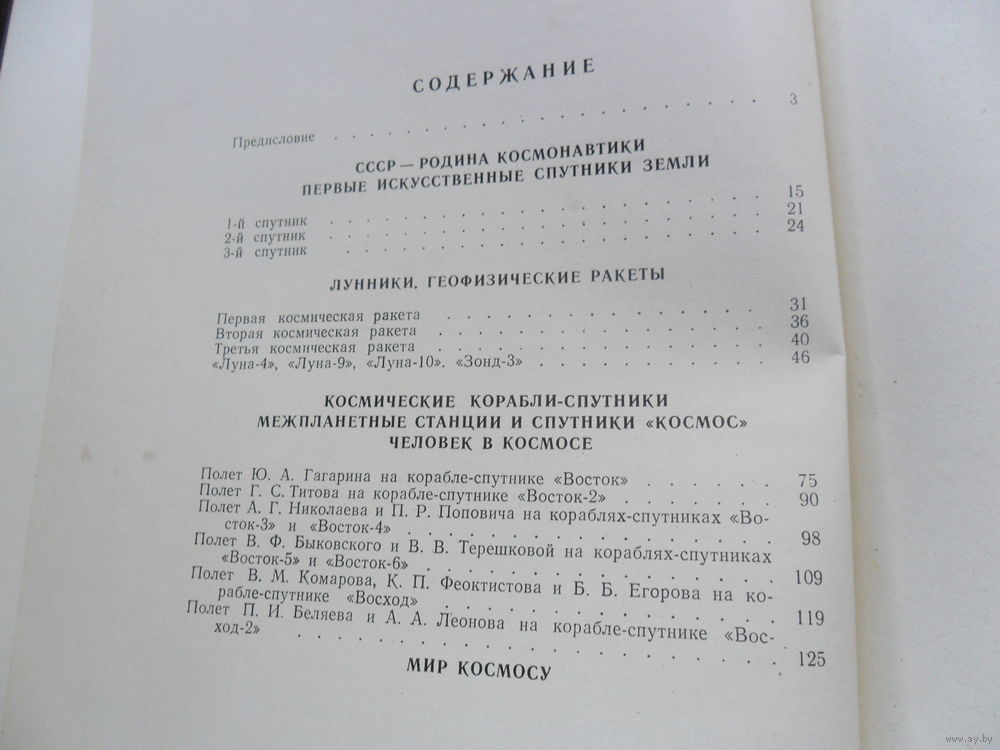 СОДЕРЖАНИЕ
Предисловие . . . . . . . . . . . . . . . . . . . . 3
СССР — РОДИНА КОСМОНАВТИКИ
ПЕРВЫЕ ИСКУССТВЕННЫЕ СПУТНИКИ ЗЕМЛИ
1-й спутник . . . . . . . . . . . . . . . . . . . . 15
2-й спутник . . . . . . . . . . . . . . . . . . . . 21
3-й спутник . . . . . . . . . . . . . . . . . . . . 24
ЛУННИКИ. ГЕОФИЗИЧЕСКИЕ РАКЕТЫ
Первая космическая ракета . . . . . . . . . . . . . 31
Вторая космическая ракета . . . . . . . . . . . . . 36
Третья космическая ракета . . . . . . . . . . . . . 40
«Луна-4», «Луна-9», «Луна-10». «Зонд-3» . . . . . . . . 46
КОСМИЧЕСКИЕ КОРАБЛИ-СПУТНИКИ
МЕЖПЛАНЕТНЫЕ СТАНЦИИ И СПУТНИКИ «КОСМОС»
ЧЕЛОВЕК В КОСМОСЕ
Полет Ю. А. Гагарина на корабле-спутнике «Восток» . . . . . 75
Полет Г. С. Титова на корабле-спутнике «Восток-2» . . . . . 90
Полет А. Г. Николаева и П. Р. Поповича на кораблях-спутниках «Во-
сток-3» и «Восток-4» . . . . . . . . . . . . . . . 98
Полет В. Ф. Быковского и В. В. Терешковой на кораблях-спутниках
«Восток-5» и «Восток-6» . . . . . . . . . . . . . . 109
Полет В. М. Комарова, К. П. Феоктистова и Б. Б. Егорова на ко-
рабле-спутнике «Восход» . . . . . . . . . . . . . . 119
Полет П. И. Беляева и А. А. Леонова на корабле-спутнике «Вос-
ход-2» . . . . . . . . . . . . . . . . . . . . 125
МИР КОСМОСУ
www.ay.by